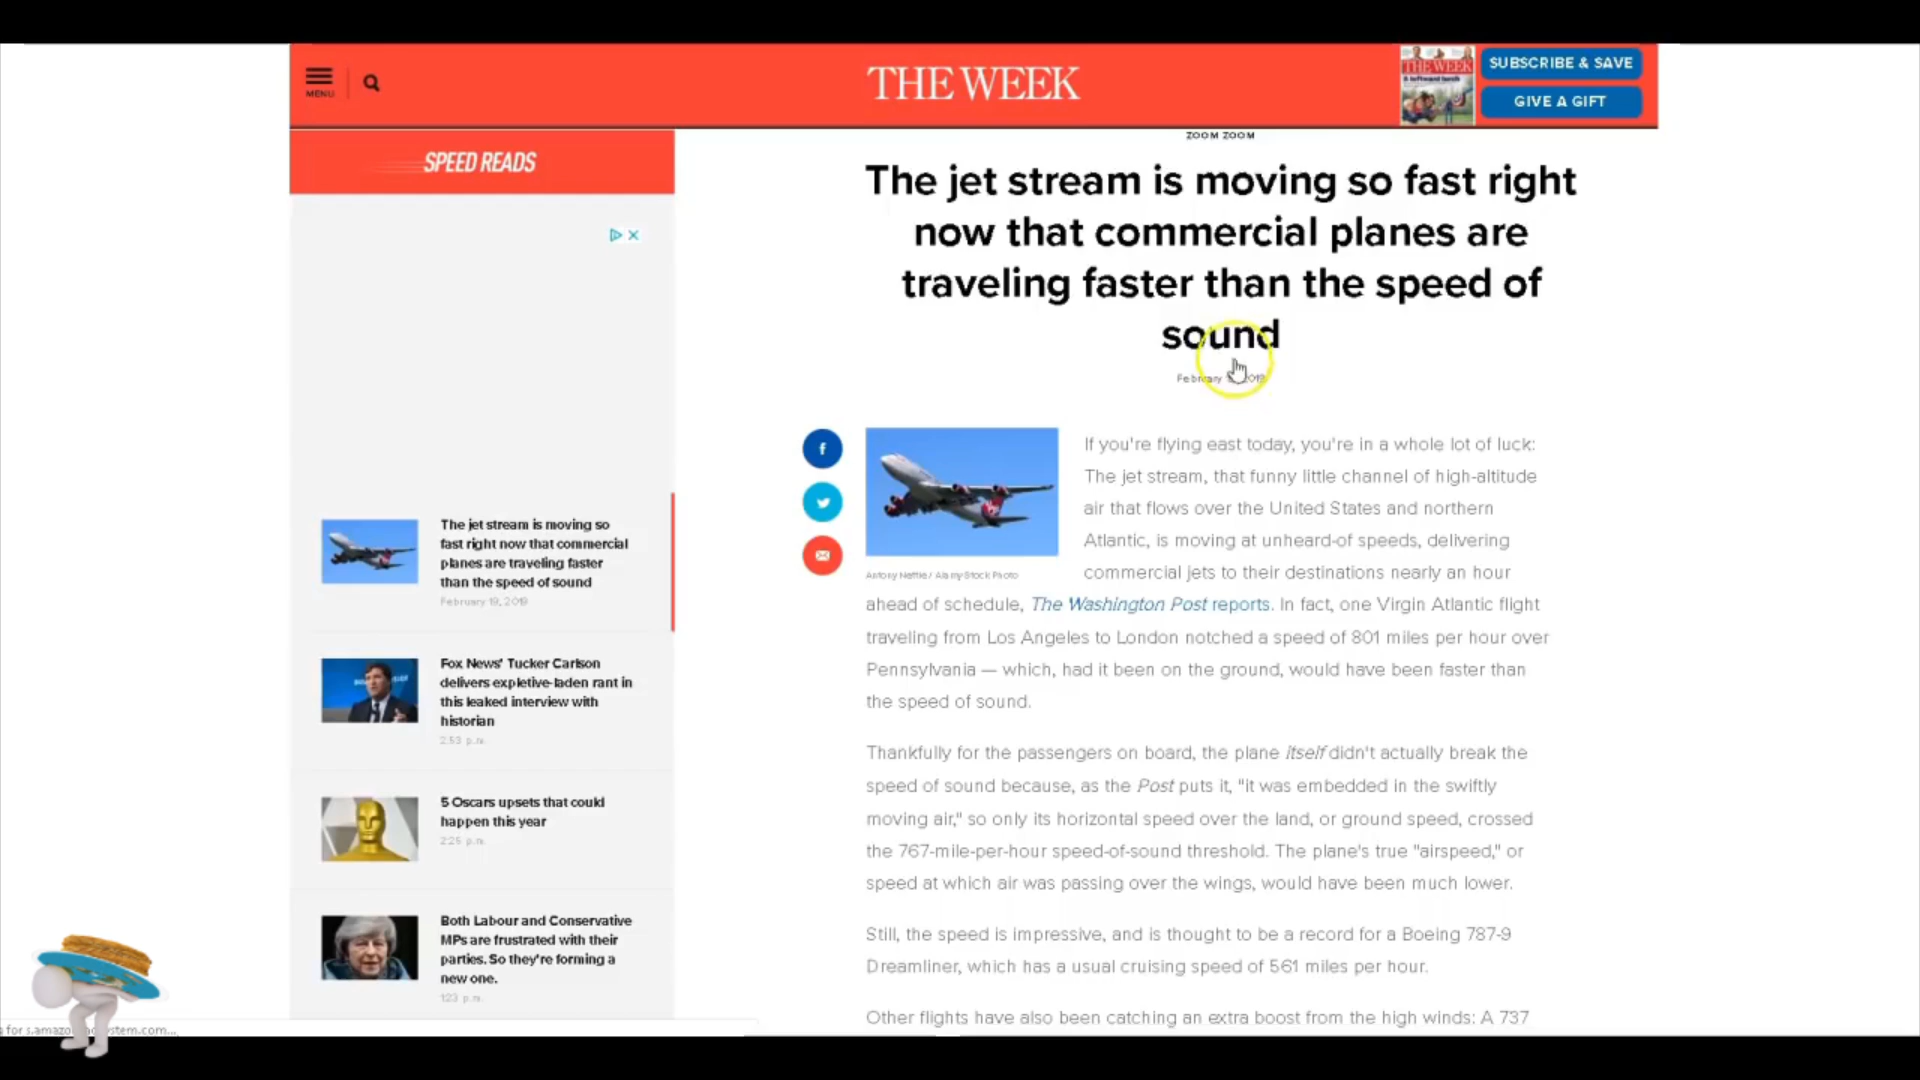 MENU
THE WEEK
THE WEEK
SUBSCRIBE & SAVE
GIVE A GIFT
SPEED READS
The jet stream is moving so
fast right now that commercial
planes are traveling faster
than the speed of sound
February 19, 2019
Fox News' Tucker Carlson
delivers expletive-laden rant in
this leaked interview with
historian
2:53 p.m.
5 Oscars upsets that could
happen this year
2:25 p.m.
Both Labour and Conservative
MPs are frustrated with their
parties. So they're forming a
new one.
1:23 p.m.
ZOOM ZOOM
The jet stream is moving so fast right
now that commercial planes are
traveling faster than the speed of
sound
February 2019
f
Antony Nettle / Alamy Stock Photo
If you're flying east today, you're in a whole lot of luck:
The jet stream, that funny little channel of high-altitude
air that flows over the United States and northern
Atlantic, is moving at unheard-of speeds, delivering
commercial jets to their destinations nearly an hour
ahead of schedule, The Washington Post reports. In fact, one Virgin Atlantic flight
traveling from Los Angeles to London notched a speed of 801 miles per hour over
Pennsylvania — which, had it been on the ground, would have been faster than
the speed of sound.
Thankfully for the passengers on board, the plane itself didn't actually break the
speed of sound because, as the Post puts it, "it was embedded in the swiftly
moving air," so only its horizontal speed over the land, or ground speed, crossed
the 767-mile-per-hour speed-of-sound threshold. The plane's true "airspeed," or
speed at which air was passing over the wings, would have been much lower.
Still, the speed is impressive, and is thought to be a record for a Boeing 787-9
Dreamliner, which has a usual cruising speed of 561 miles per hour.
Other flights have also been catching an extra boost from the high winds: A 737